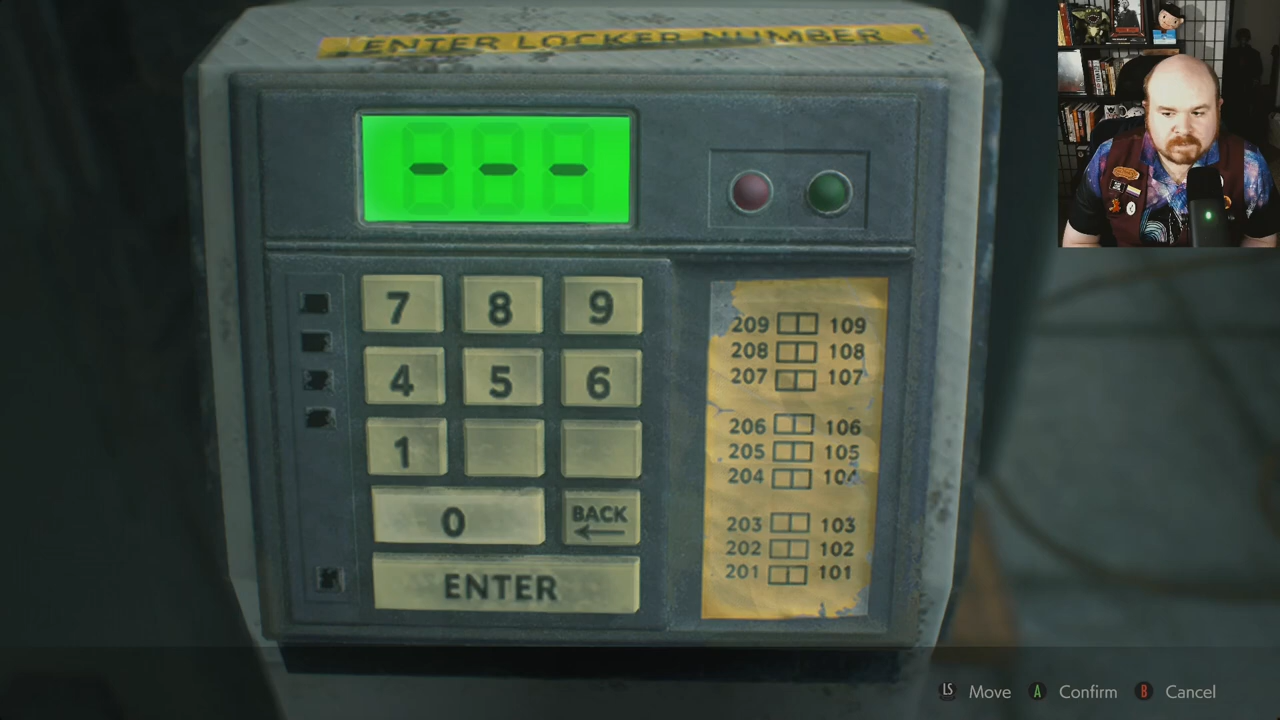 ENTER LOCKER NUMBER
7 8 9
4 5 6
1
0 BACK
ENTER
209 109
208 108
207 107
206 106
205 105
204 104
203 103
202 102
201 101
LS Move A Confirm B Cancel